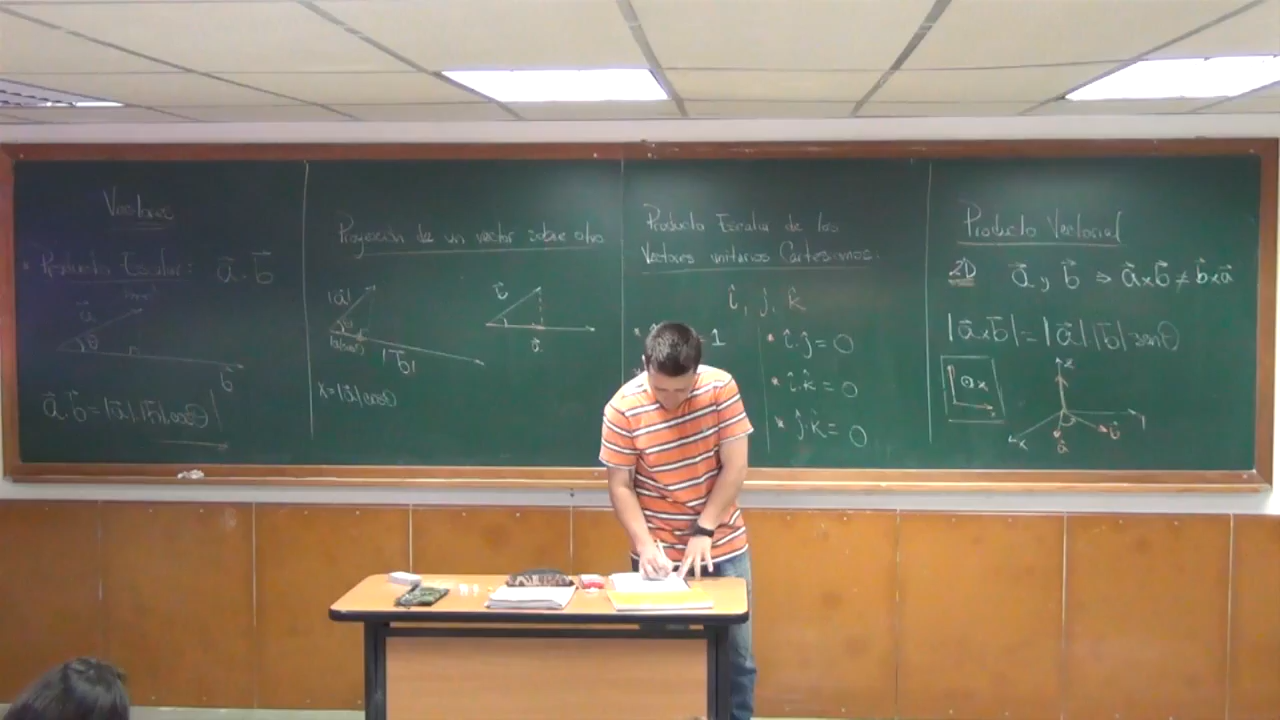 Vectores
* Producto Escalar: a⃗ . b⃗
a⃗
θ
b⃗
a⃗ . b⃗ = |a⃗|.|b⃗|.cosθ
Proyección de un vector sobre otro
|a⃗|
θ
|b⃗|
x = |a⃗| cosθ
a⃗
Producto Escalar de los
Vectores unitarios Cartesianos.
î, ĵ, k̂
= 1
* î . ĵ = 0
* î . k̂ = 0
* ĵ . k̂ = 0
Producto Vectorial
2D a⃗ y b⃗ ⇒ a⃗ x b⃗ ≠ b⃗ x a⃗
|a⃗ x b⃗| = |a⃗| |b⃗| senθ
z
x
a⃗
b⃗
y